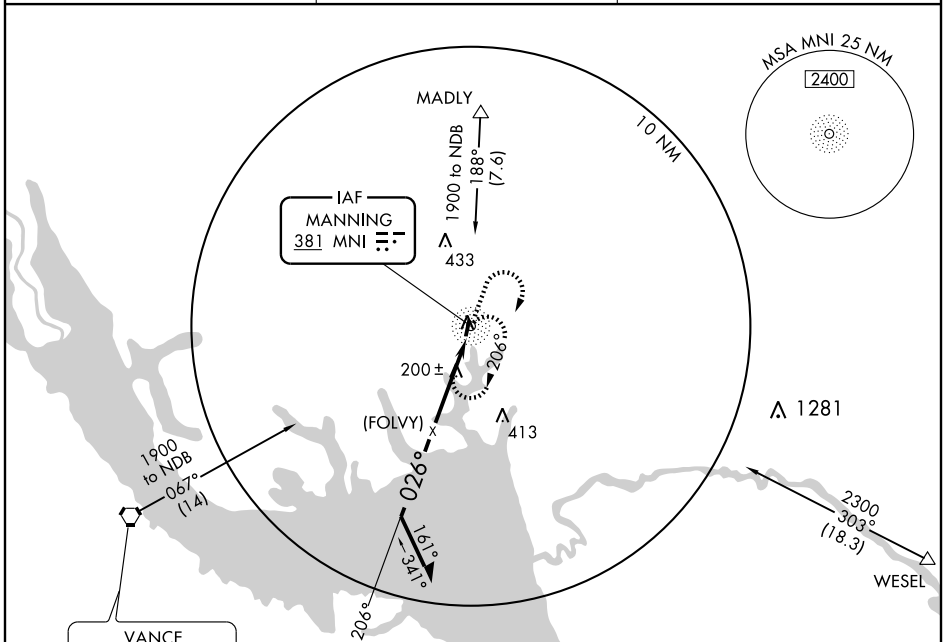 MSA MNI 25 NM
2400
MADLY
10 NM
1900 to NDB
188°
(7.6)
IAF
MANNING
381 MNI
433
206°
200 ±
(FOLVY)
413
1281
026°
1900
to NDB
067°
(14)
161°
341°
206°
2300
303°
(18.3)
WESEL
VANCE